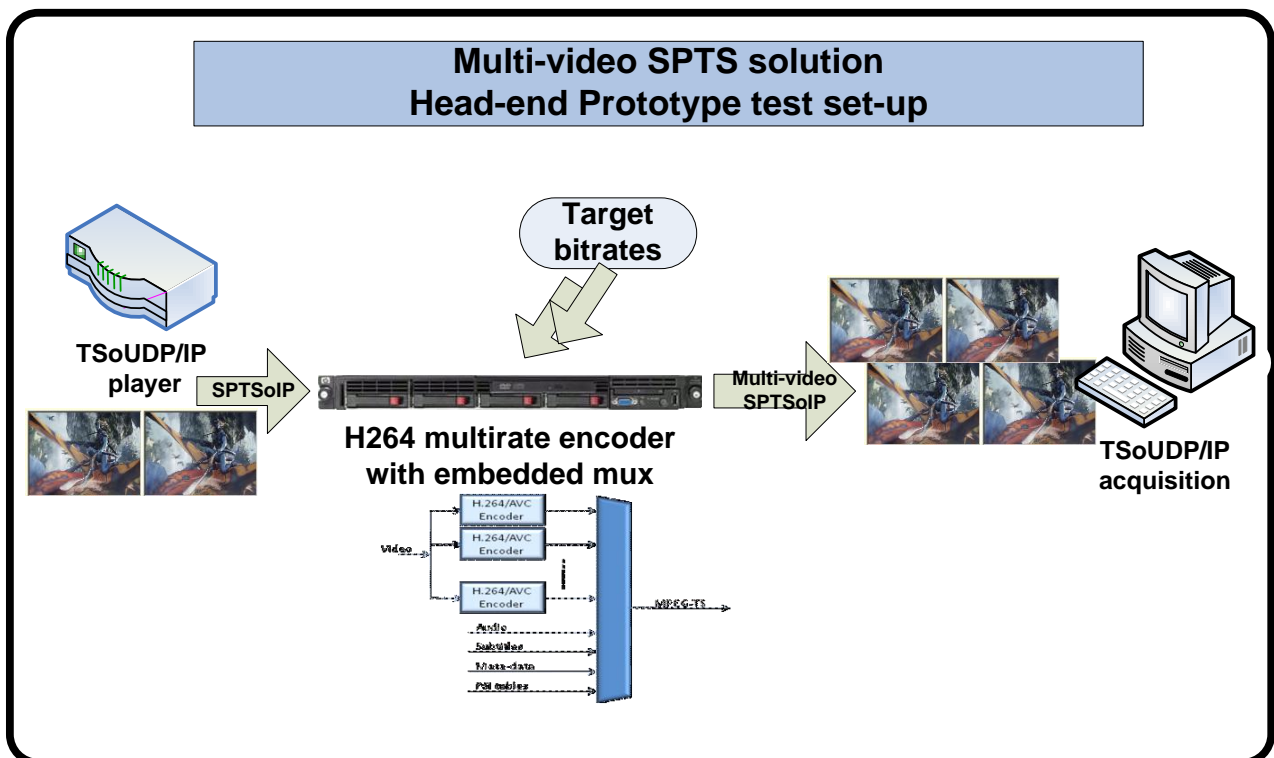 Multi-video SPTS solution
Head-end Prototype test set-up
Target
bitrates
TSoUDP/IP
player
SPTSoIP
Multi-video
SPTSoIP
TSoUDP/IP
acquisition
H264 multirate encoder
with embedded mux
H.264/AVC
Encoder
H.264/AVC
Encoder
Video
H.264/AVC
Encoder
MPEG-TS
Audio
Subtitles
Meta-data
PSI tables